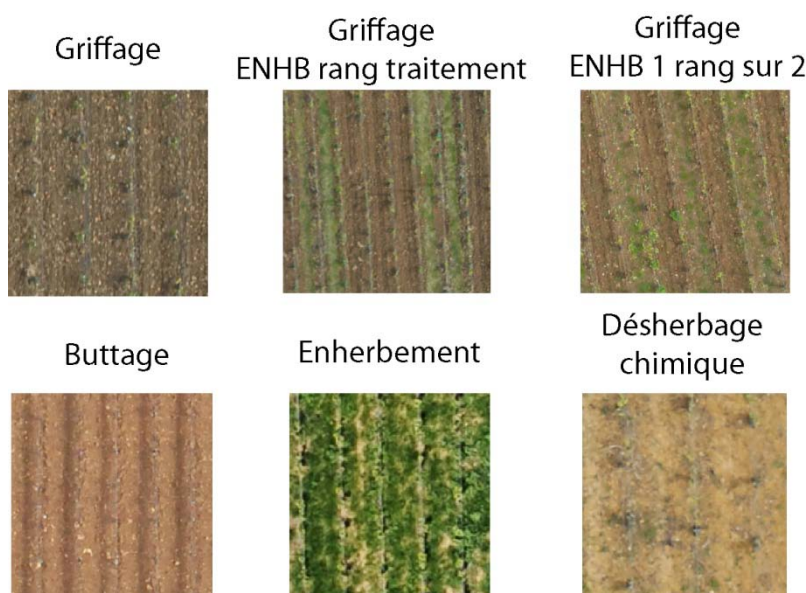 Griffage
Griffage
ENHB rang traitement
Griffage
ENHB 1 rang sur 2
Buttage
Enherbement
Désherbage
chimique